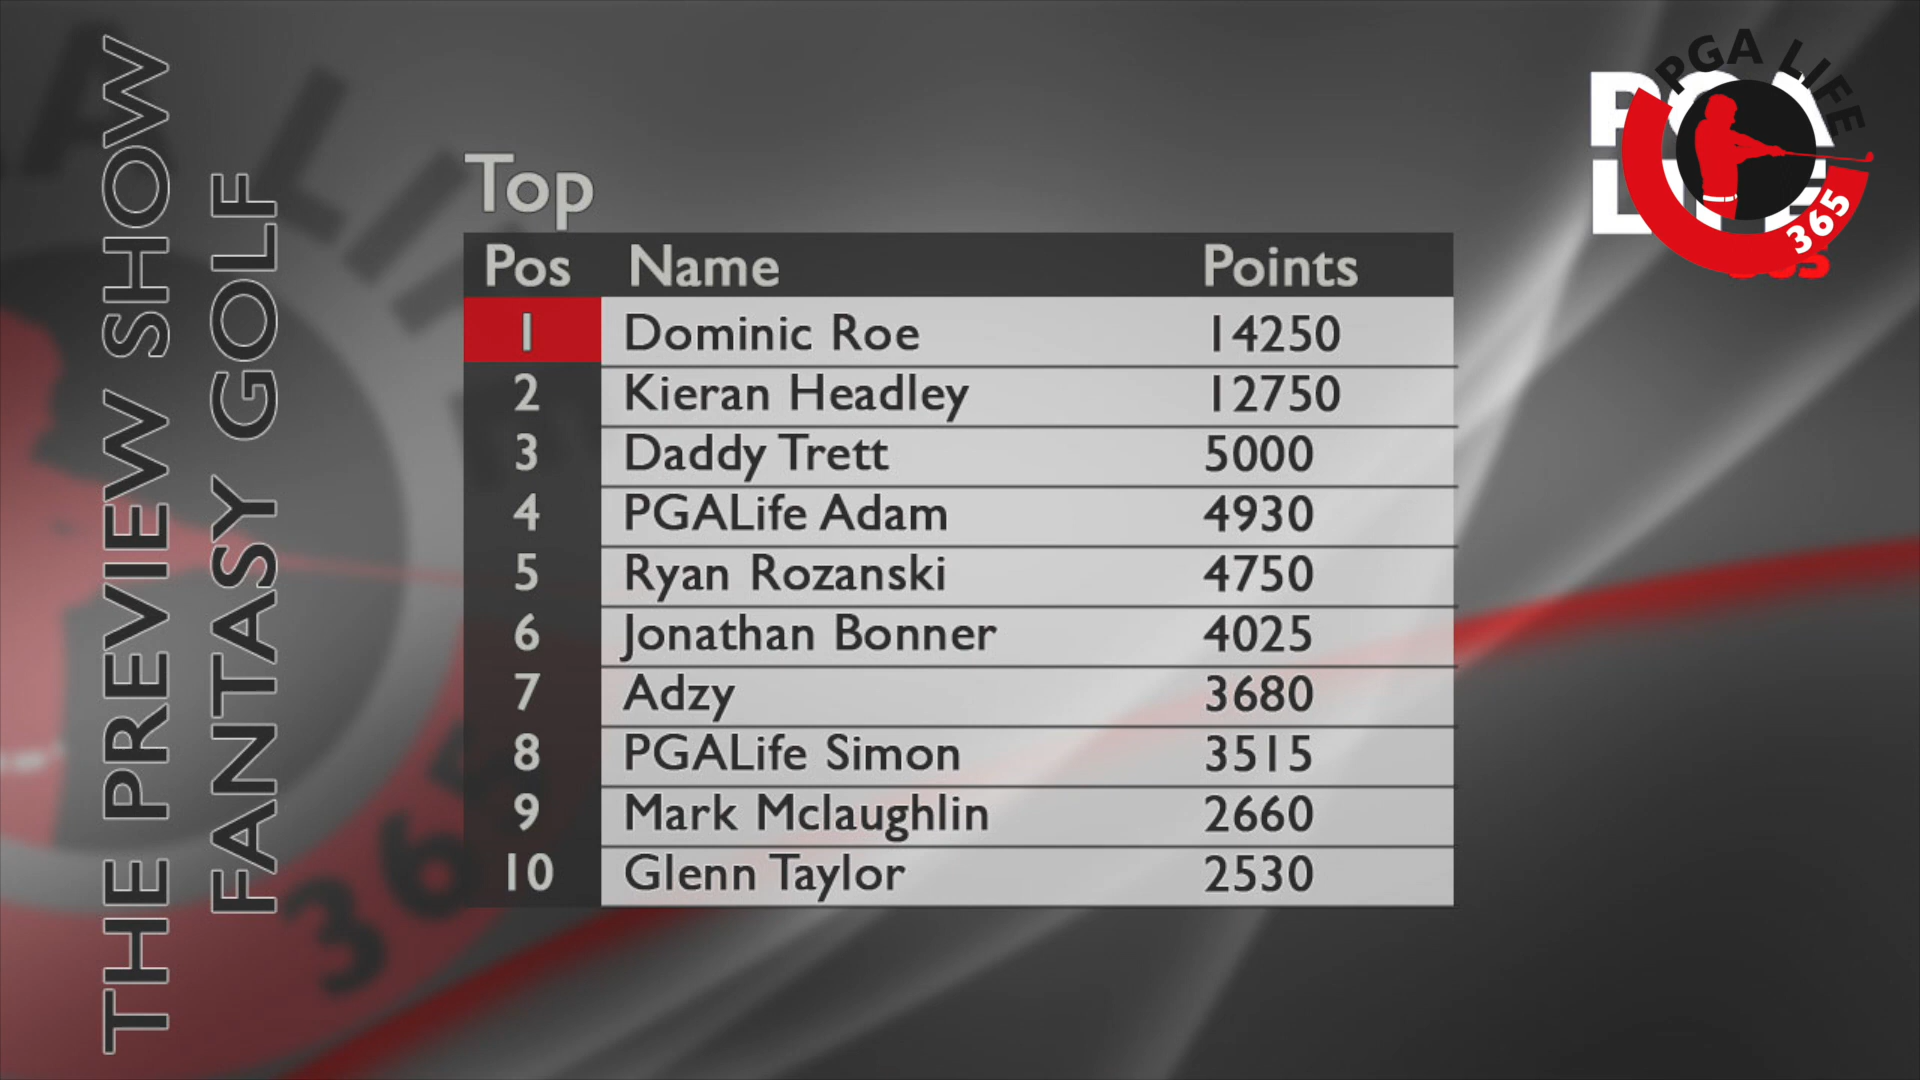 THE PREVIEW SHOW
FANTASY GOLF
PGA LIFE
365
Top
Pos Name Points
1 Dominic Roe 14250
2 Kieran Headley 12750
3 Daddy Trett 5000
4 PGALife Adam 4930
5 Ryan Rozanski 4750
6 Jonathan Bonner 4025
7 Adzy 3680
8 PGALife Simon 3515
9 Mark Mclaughlin 2660
10 Glenn Taylor 2530